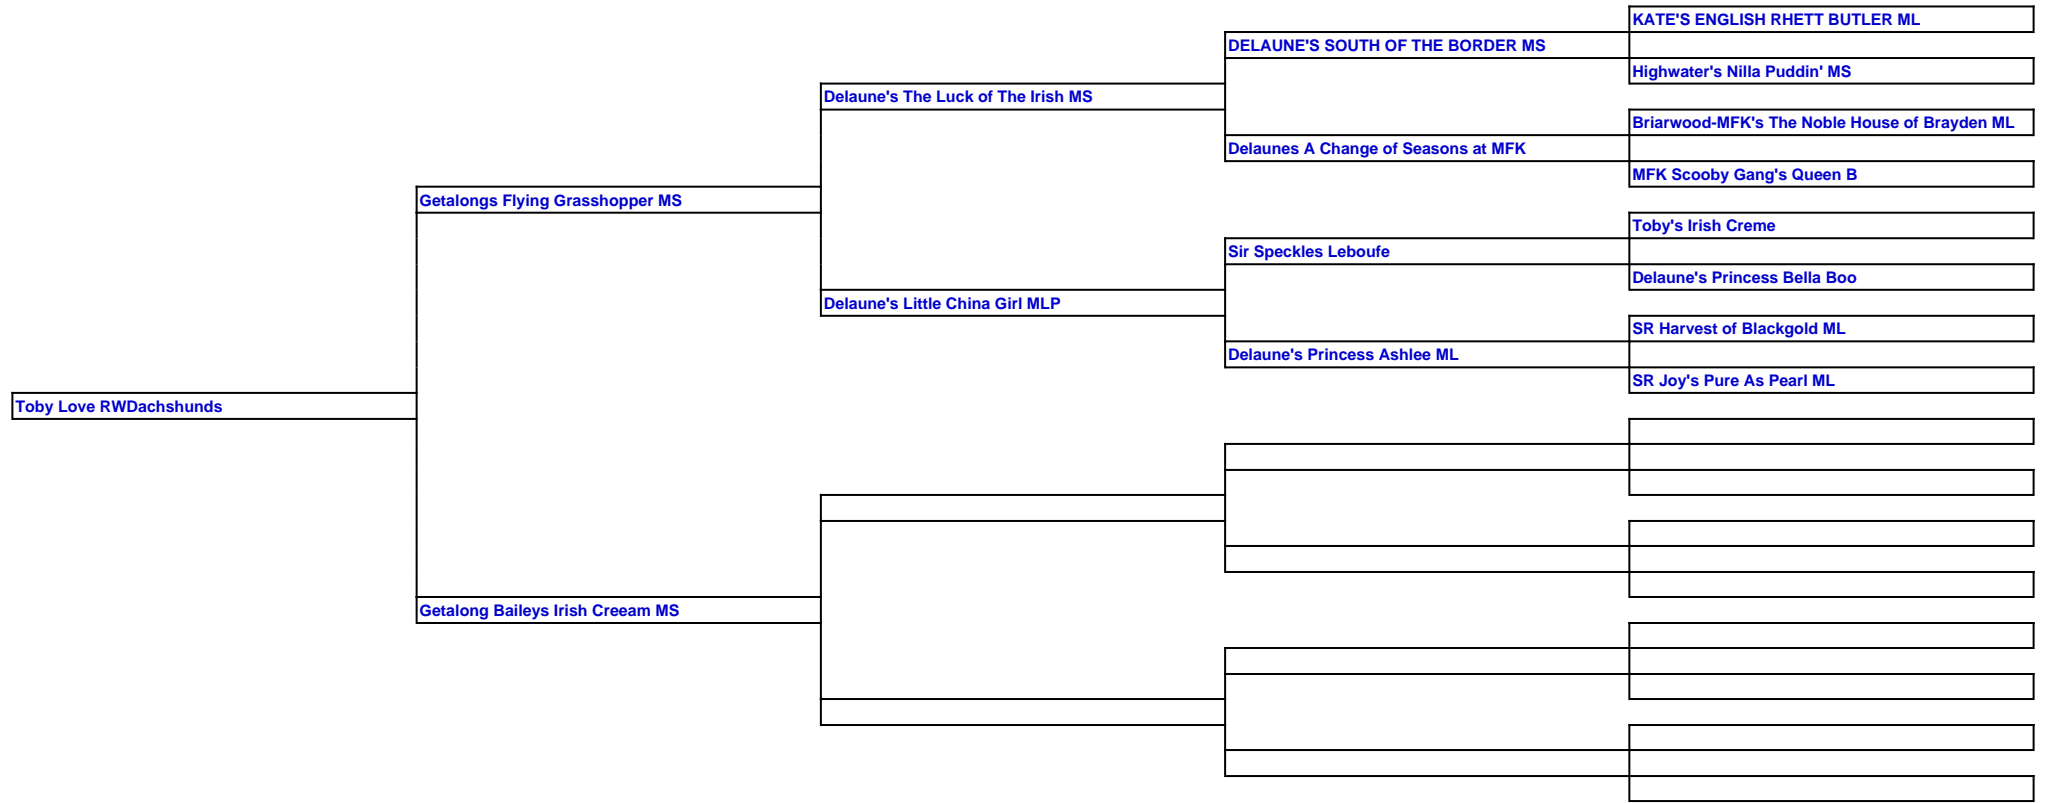 KATE'S ENGLISH RHETT BUTLER ML
DELAUNE'S SOUTH OF THE BORDER MS
Highwater's Nilla Puddin' MS
Delaune's The Luck of The Irish MS
Briarwood-MFK's The Noble House of Brayden ML
Delaunes A Change of Seasons at MFK
MFK Scooby Gang's Queen B
Getalongs Flying Grasshopper MS
Toby's Irish Creme
Sir Speckles Leboufe
Delaune's Princess Bella Boo
Delaune's Little China Girl MLP
SR Harvest of Blackgold ML
Delaune's Princess Ashlee ML
SR Joy's Pure As Pearl ML
Toby Love RWDachshunds
Getalong Baileys Irish Creeam MS